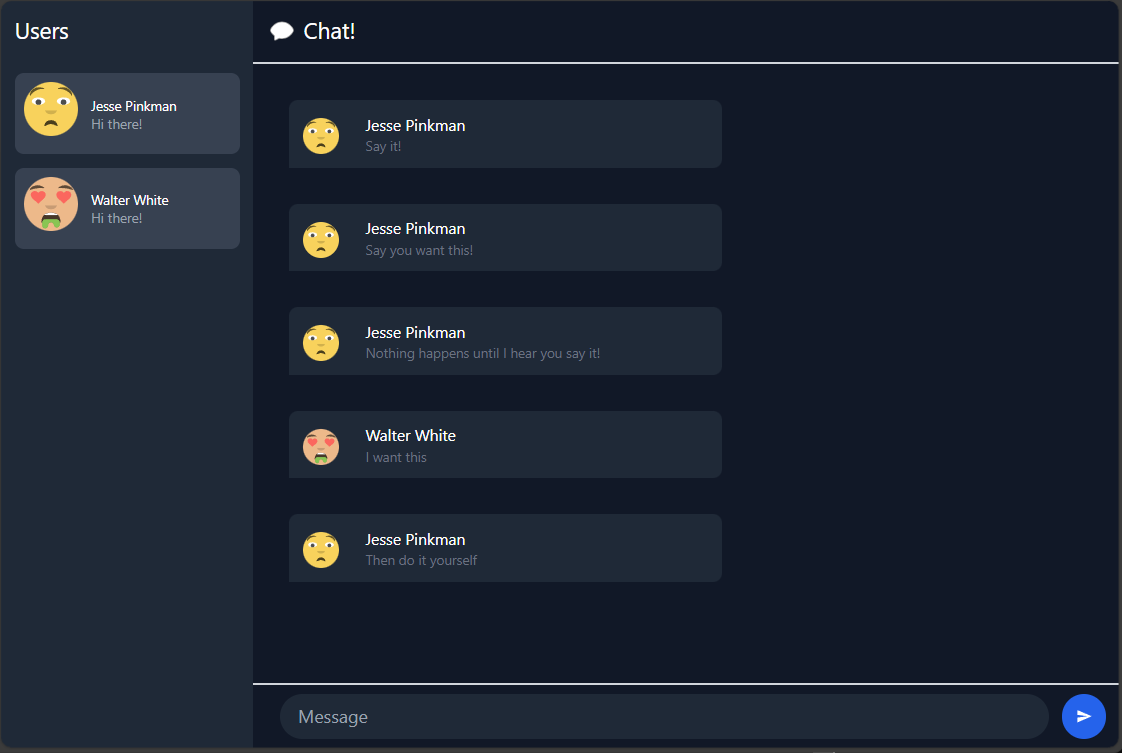 Users
Jesse Pinkman
Hi there!
Walter White
Hi there!
Chat!
Jesse Pinkman
Say it!
Jesse Pinkman
Say you want this!
Jesse Pinkman
Nothing happens until I hear you say it!
Walter White
I want this
Jesse Pinkman
Then do it yourself
Message